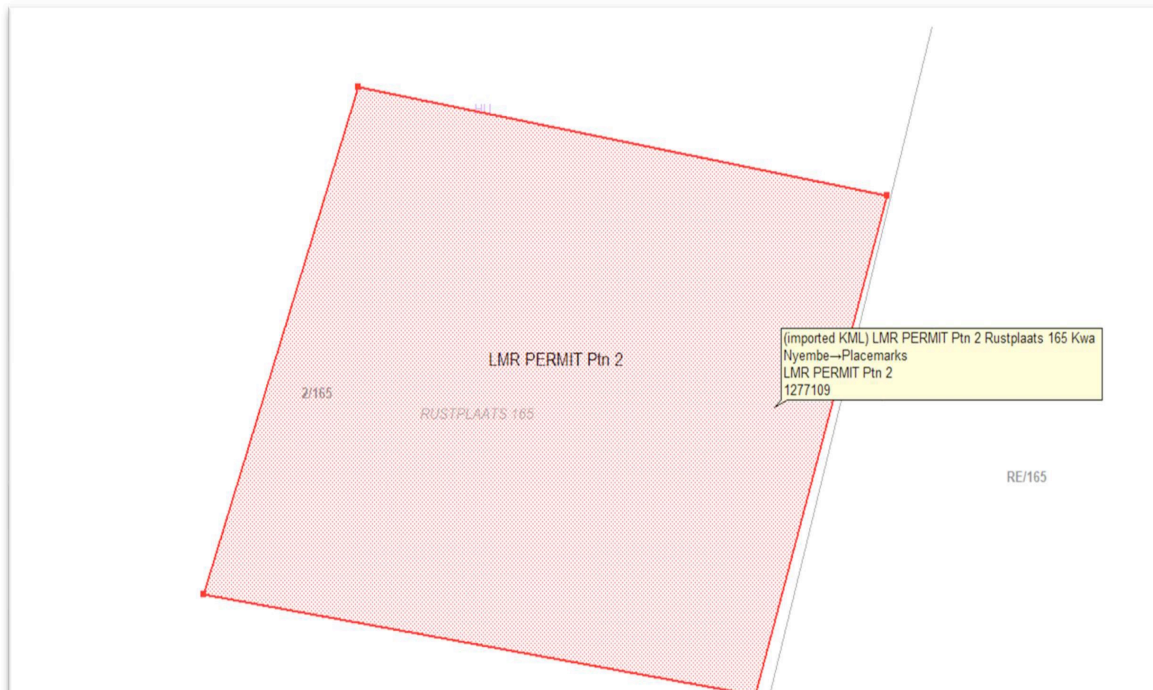 HU
LMR PERMIT Ptn 2
(imported KML) LMR PERMIT Ptn 2 Rustplaats 165 Kwa
Nyembe→Placemarks
LMR PERMIT Ptn 2
1277109
2/165
RUSTPLAATS 165
RE/165